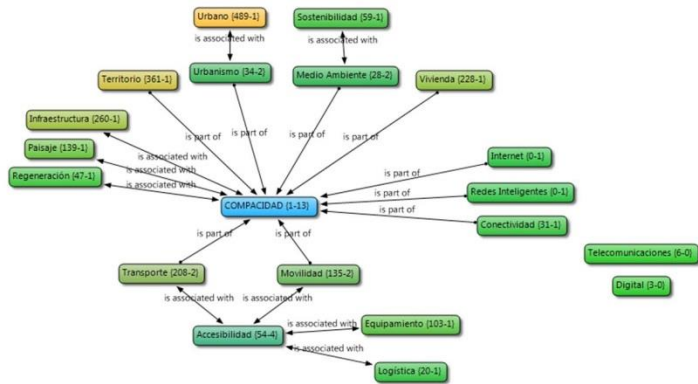 Urbano {489-1}
Sostenibilidad {59-1}
is associated with
is associated with
Urbanismo {34-2}
Medio Ambiente {28-2}
Territorio {361-1}
Vivienda {228-1}
Infraestructura {260-1}
is part of
is part of
is part of
is part of
Paisaje {139-1}
is associated with
Internet {0-1}
is associated with
Regeneración {47-1}
is associated with
is part of
Redes Inteligentes {0-1}
is part of
COMPACIDAD {1-13}
is part of
Conectividad {31-1}
is part of
is part of
Telecomunicaciones {6-0}
Transporte {208-2}
Movilidad {135-2}
Digital {3-0}
is associated with
is associated with
Accesibilidad {54-4}
is associated with
Equipamiento {103-1}
is associated with
Logística {20-1}